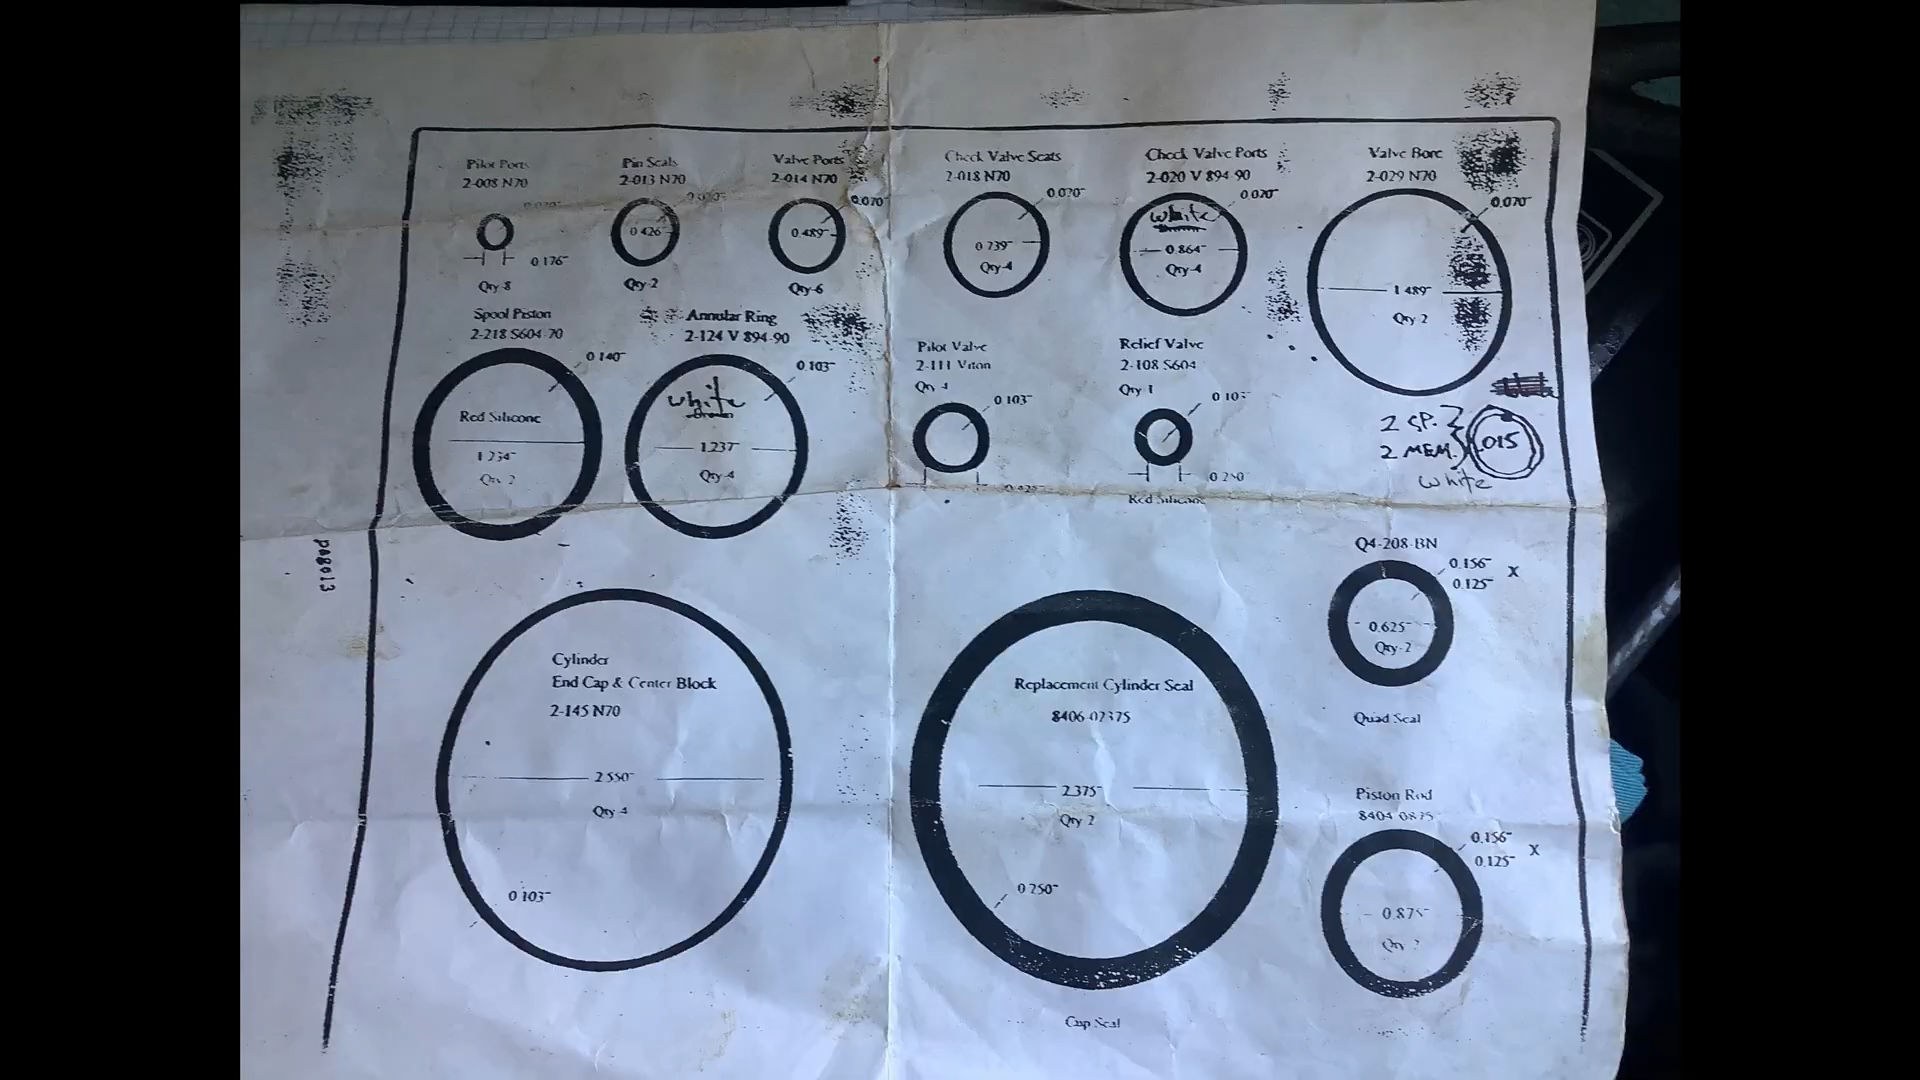 Pilot Ports
2-008 N70
0.176"
Qty-8
Pin Seals
2-013 N70
0.426"
Qty-2
Valve Ports
2-014 N70
0.070"
0.489"
Qty-6
Check Valve Seats
2-018 N70
0.070"
0.739"
Qty-4
Check Valve Ports
2-020 V 894-90
0.070"
white
0.864"
Qty-4
Valve Bore
2-029 N70
0.070"
1.489"
Qty-2
Spool Piston
2-218 S604-70
0.140"
Red Silicone
1.234"
Annular Ring
2-124 V 894-90
0.103"
white
1.237"
Qty-4
Pilot Valve
2-111 Viton
0.103"
Relief Valve
2-108 S604
Qty-1
Red Silicone
2 SP.
2 MEM.
015
white
Q4-208-BN
0.156" X
0.125"
0.625"
Qty-2
Quad Seal
Cylinder
End Cap & Center Block
2-145 N70
2.550"
Qty-4
0.103"
Replacement Cylinder Seal
8406-02375
2.375"
Qty 2
0.250"
Cap Seal
Piston Rod
0.156" X
0.125"
pa8013